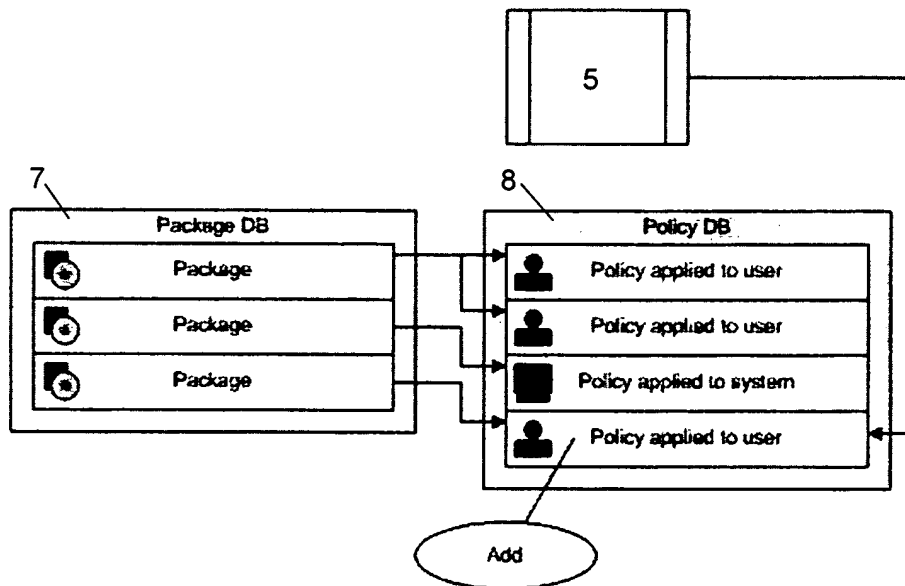 5
7
8
Package DB
Package
Package
Package
Policy DB
Policy applied to user
Policy applied to user
Policy applied to system
Policy applied to user
Add